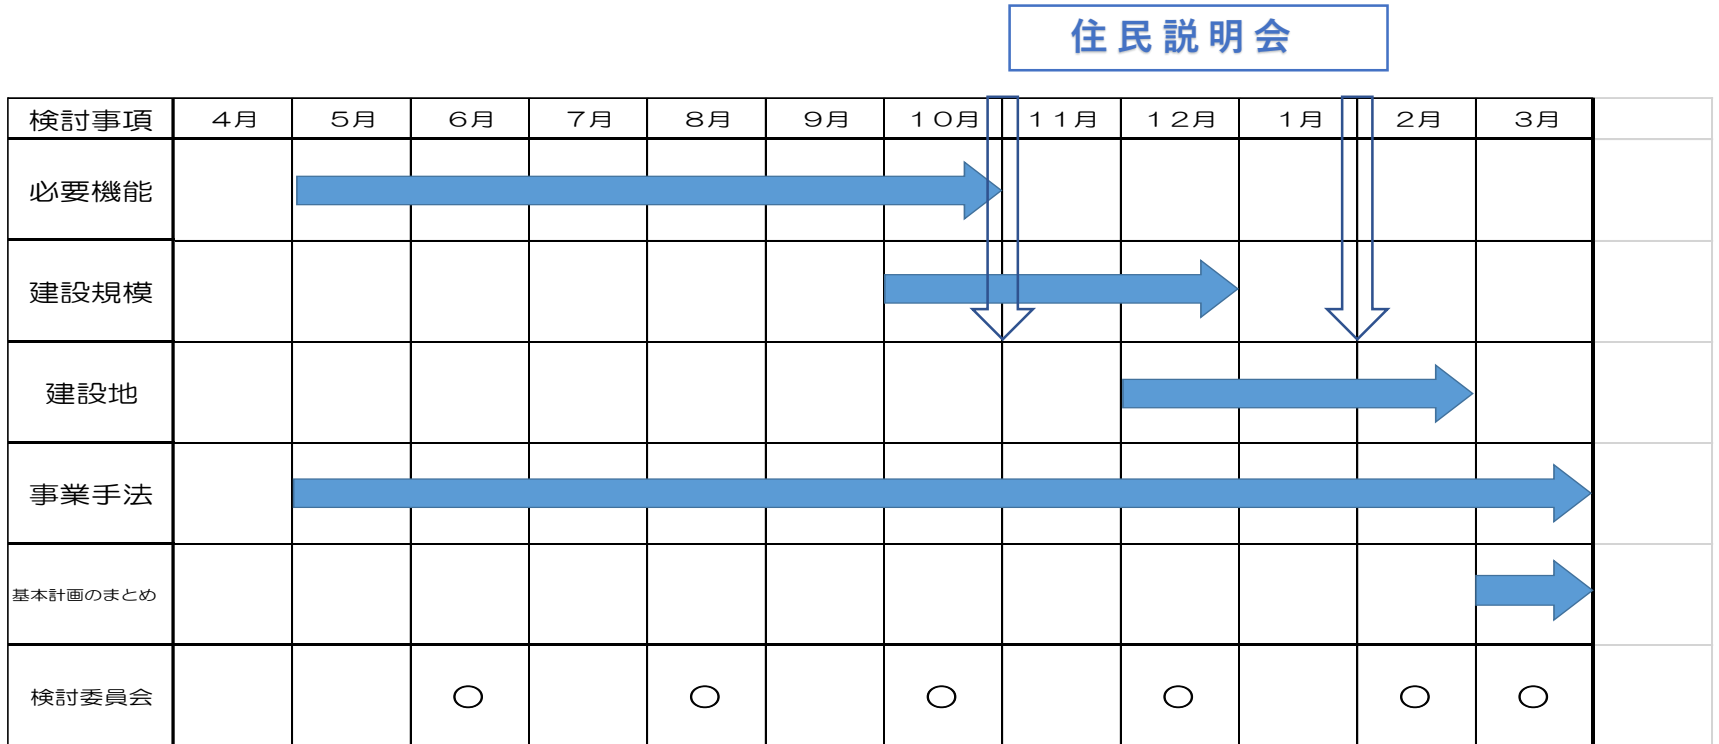 住民説明会
検討事項 4月 5月 6月 7月 8月 9月 10月 11月 12月 1月 2月 3月
必要機能
建設規模
建設地
事業手法
基本計画のまとめ
検討委員会 〇 〇 〇 〇 〇 〇